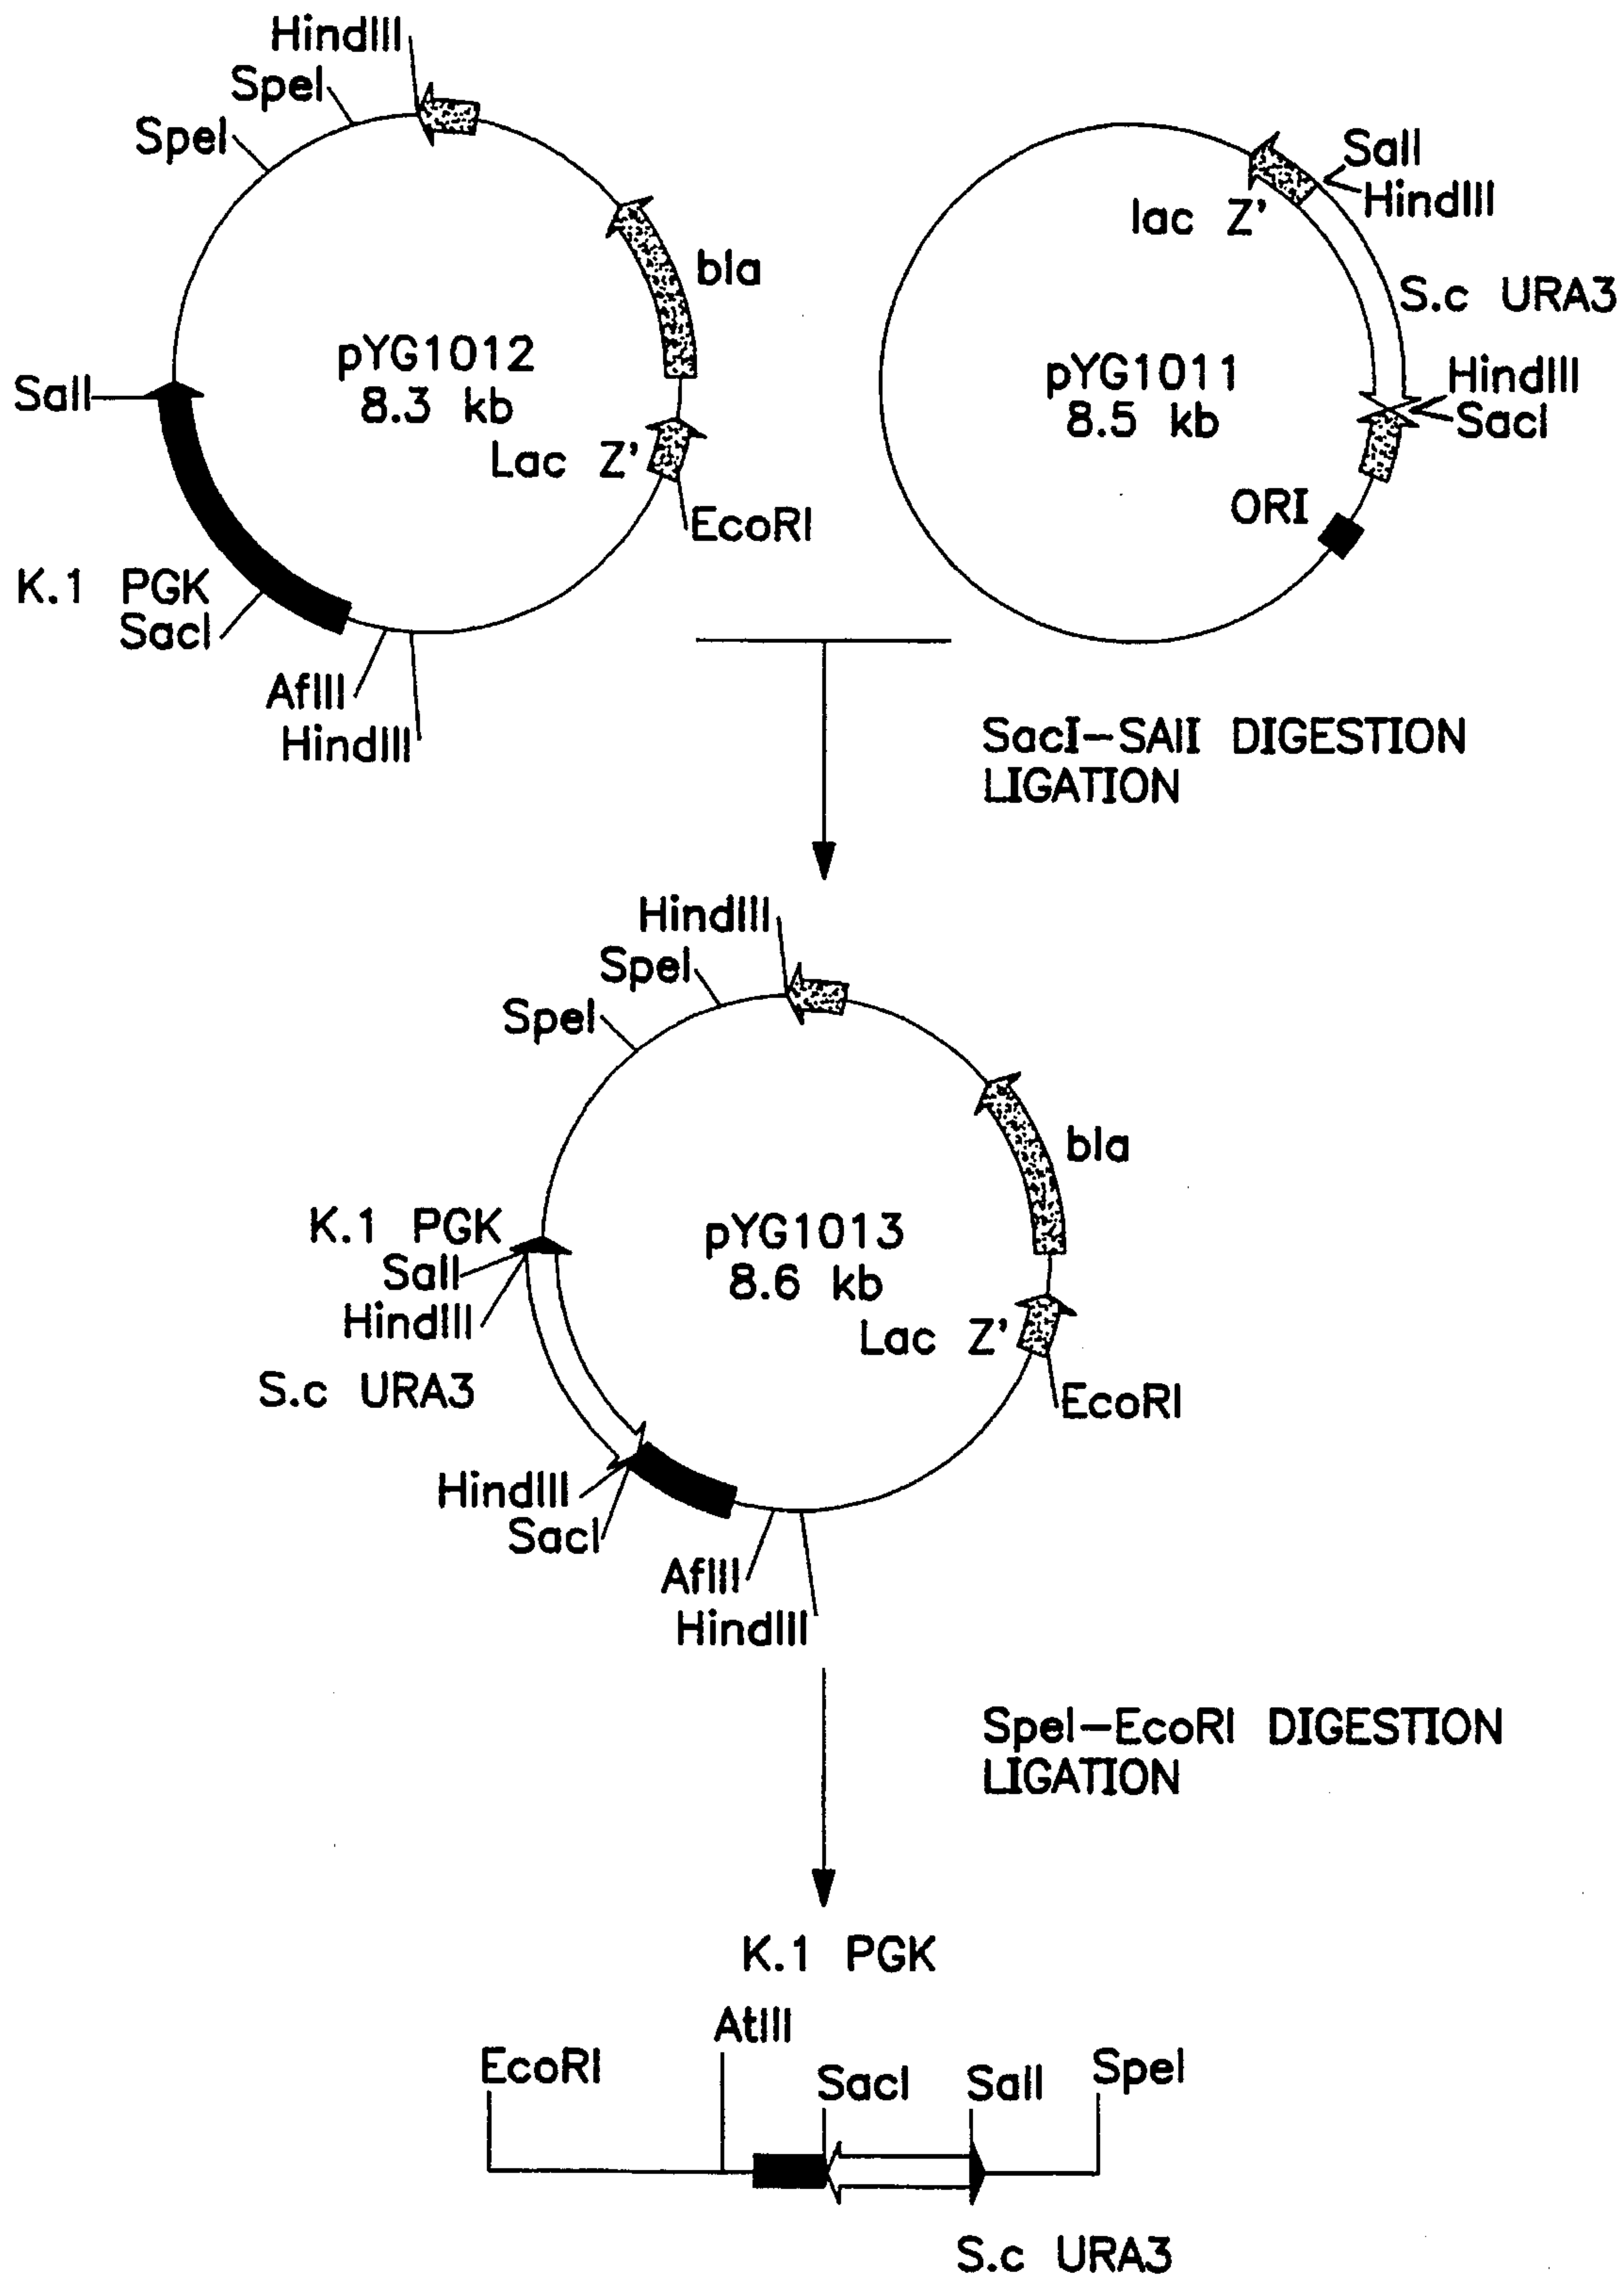 HindIII
SpeI
SpeI
bla
pYG1012
8.3 kb
SalI
Lac Z'
EcoRI
K.1 PGK
SacI
AflII
HindIII
SalI
HindIII
lac Z'
S.c URA3
pYG1011
8.5 kb
HindIII
SacI
ORI
SacI-SAlI DIGESTION
LIGATION
HindIII
SpeI
SpeI
bla
K.1 PGK
SalI
HindIII
pYG1013
8.6 kb
Lac Z'
S.c URA3
EcoRI
HindIII
SacI
AflII
HindIII
SpeI-EcoRI DIGESTION
LIGATION
K.1 PGK
AtIII
EcoRI
SacI
SalI
SpeI
S.c URA3